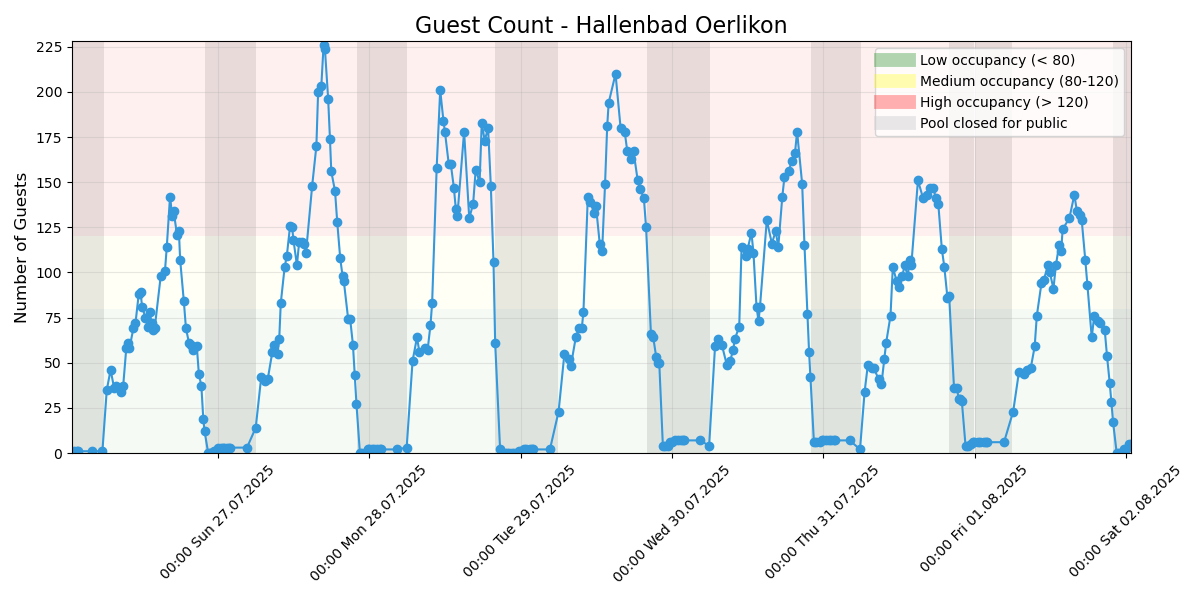 Guest Count - Hallenbad Oerlikon
Number of Guests
225
200
175
150
125
100
75
50
25
0
Low occupancy (< 80)
Medium occupancy (80-120)
High occupancy (> 120)
Pool closed for public
00:00 Sun 27.07.2025
00:00 Mon 28.07.2025
00:00 Tue 29.07.2025
00:00 Wed 30.07.2025
00:00 Thu 31.07.2025
00:00 Fri 01.08.2025
00:00 Sat 02.08.2025